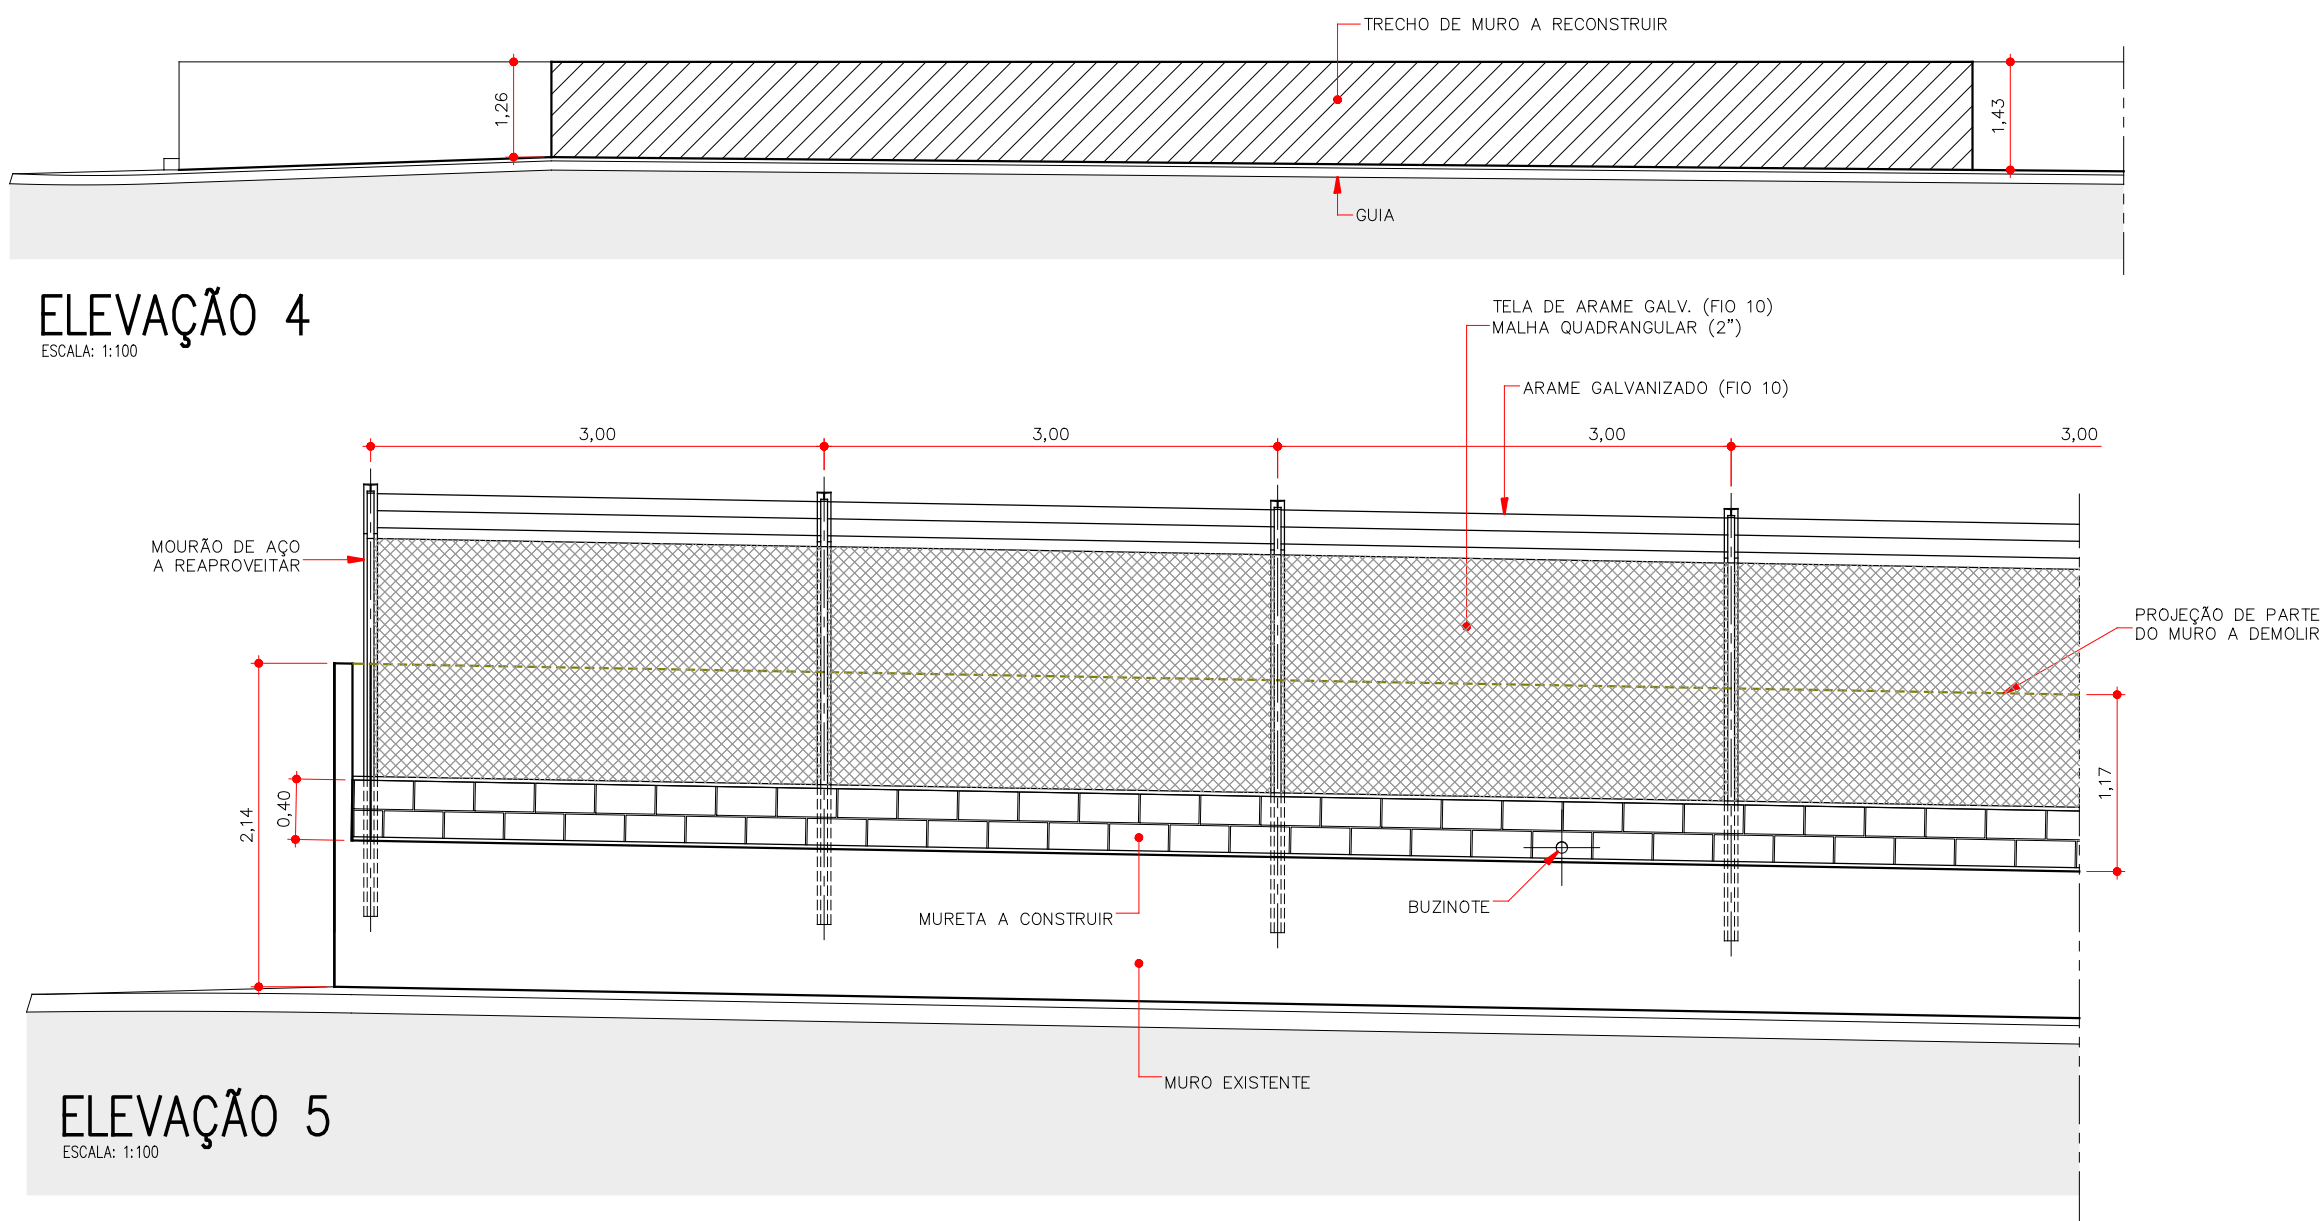 TRECHO DE MURO A RECONSTRUIR
1,26
1,43
GUIA
ELEVAÇÃO 4
ESCALA: 1:100
TELA DE ARAME GALV. (FIO 10)
MALHA QUADRANGULAR (2")
ARAME GALVANIZADO (FIO 10)
3,00
3,00
3,00
3,00
MOURÃO DE AÇO
A REAPROVEITAR
PROJEÇÃO DE PARTE
DO MURO A DEMOLIR
2,14
0,40
1,17
MURETA A CONSTRUIR
BUZINOTE
MURO EXISTENTE
ELEVAÇÃO 5
ESCALA: 1:100